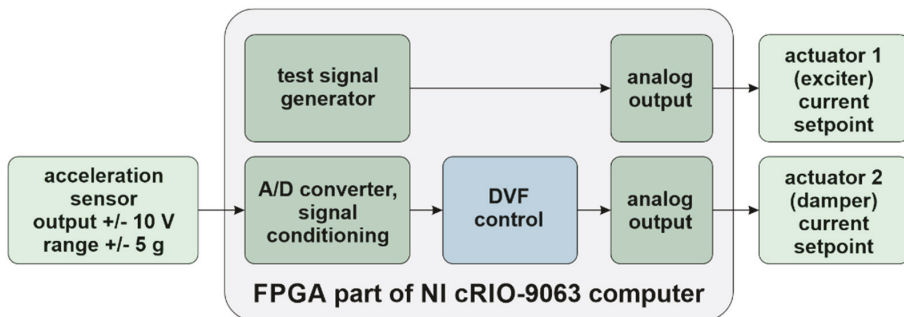 test signal
generator
analog
output
actuator 1
(exciter)
current
setpoint
acceleration
sensor
output +/- 10 V
range +/- 5 g
A/D converter,
signal
conditioning
DVF
control
analog
output
actuator 2
(damper)
current
setpoint
FPGA part of NI cRIO-9063 computer